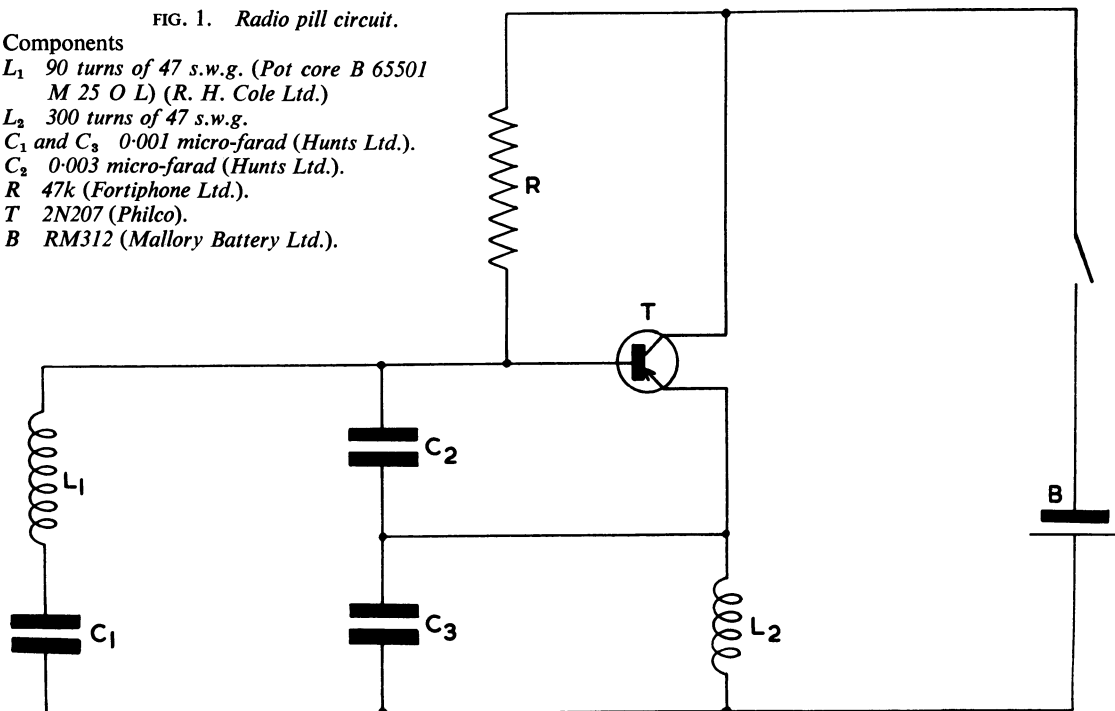 FIG. 1. Radio pill circuit.
Components
L₁ 90 turns of 47 s.w.g. (Pot core B 65501
M 25 O L) (R. H. Cole Ltd.)
L₂ 300 turns of 47 s.w.g.
C₁ and C₃ 0·001 micro-farad (Hunts Ltd.).
C₂ 0·003 micro-farad (Hunts Ltd.).
R 47k (Fortiphone Ltd.).
T 2N207 (Philco).
B RM312 (Mallory Battery Ltd.).
R
T
C₂
L₁
B
C₁
C₃
L₂